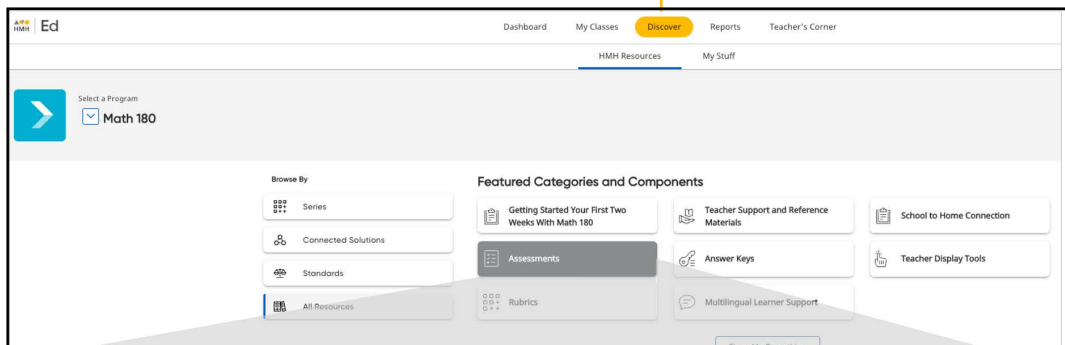 HMH Ed
Dashboard My Classes Discover Reports Teacher's Corner
HMH Resources My Stuff
Select a Program
Math 180
Browse By
Series
Connected Solutions
Standards
All Resources
Featured Categories and Components
Getting Started Your First Two
Weeks With Math 180
Teacher Support and Reference
Materials
School to Home Connection
Assessments
Answer Keys
Teacher Display Tools
Rubrics
Multilingual Learner Support